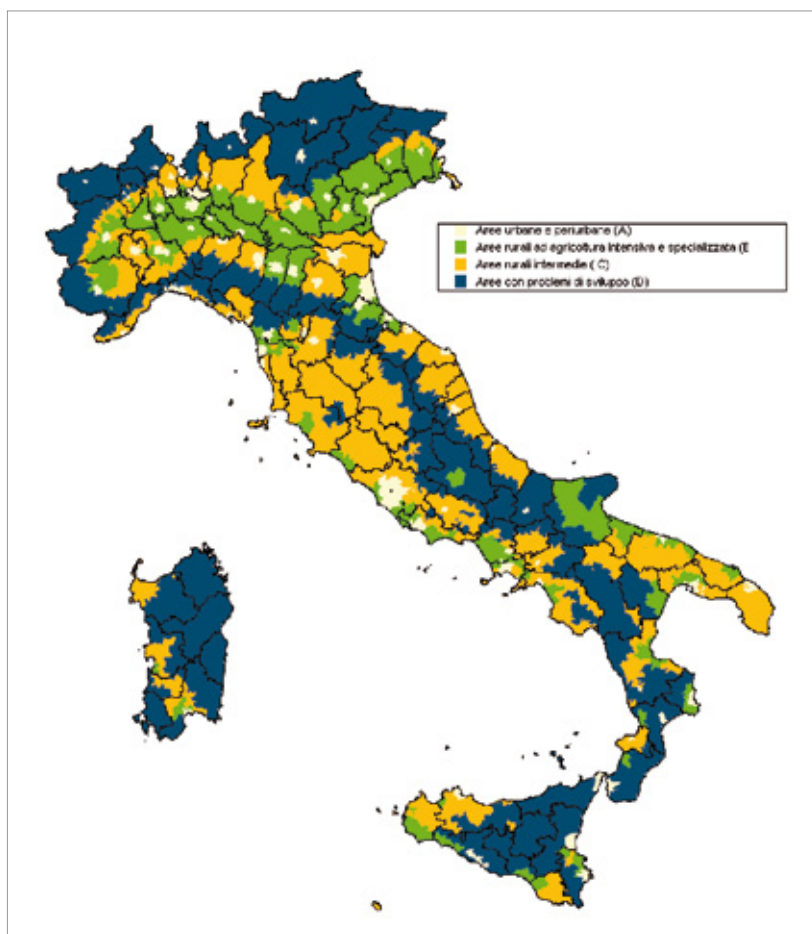 Aree urbane e periurbane (A)
Aree rurali ad agricoltura intensiva e specializzata (B
Aree rurali intermedie ( C)
Aree con problemi di sviluppo (D)